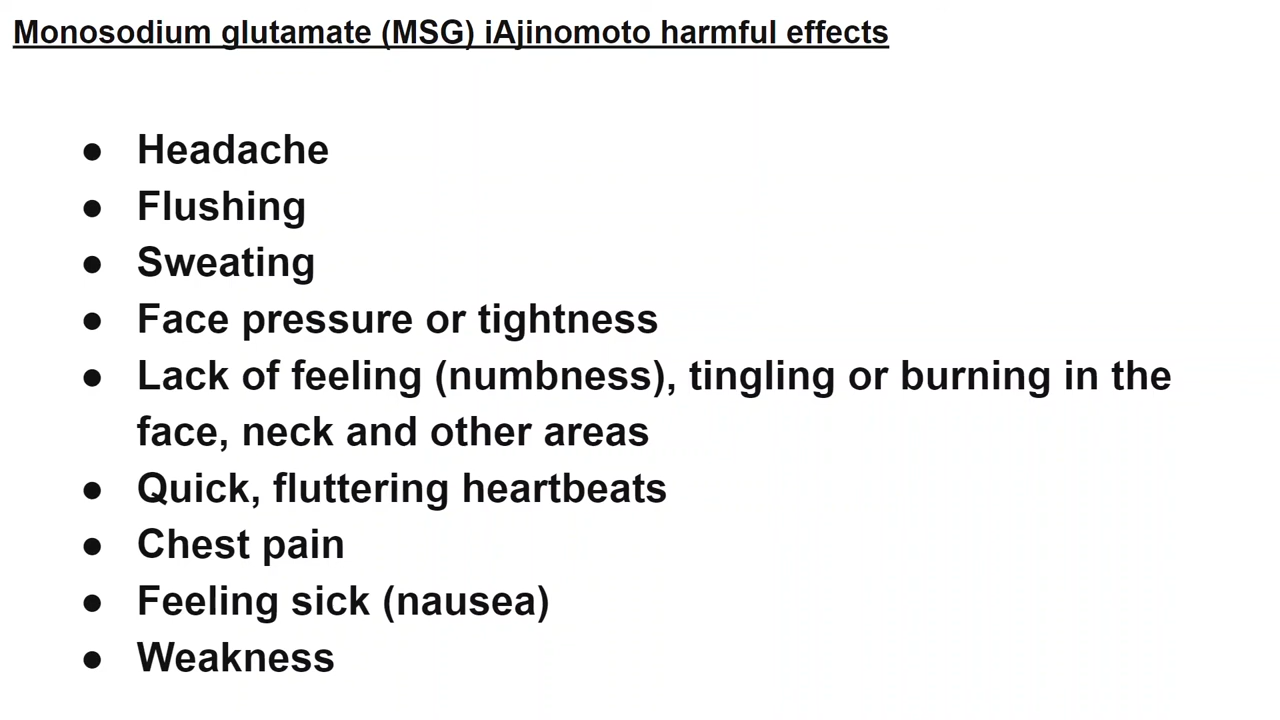 Monosodium glutamate (MSG) iAjinomoto harmful effects
● Headache
● Flushing
● Sweating
● Face pressure or tightness
● Lack of feeling (numbness), tingling or burning in the
face, neck and other areas
● Quick, fluttering heartbeats
● Chest pain
● Feeling sick (nausea)
● Weakness